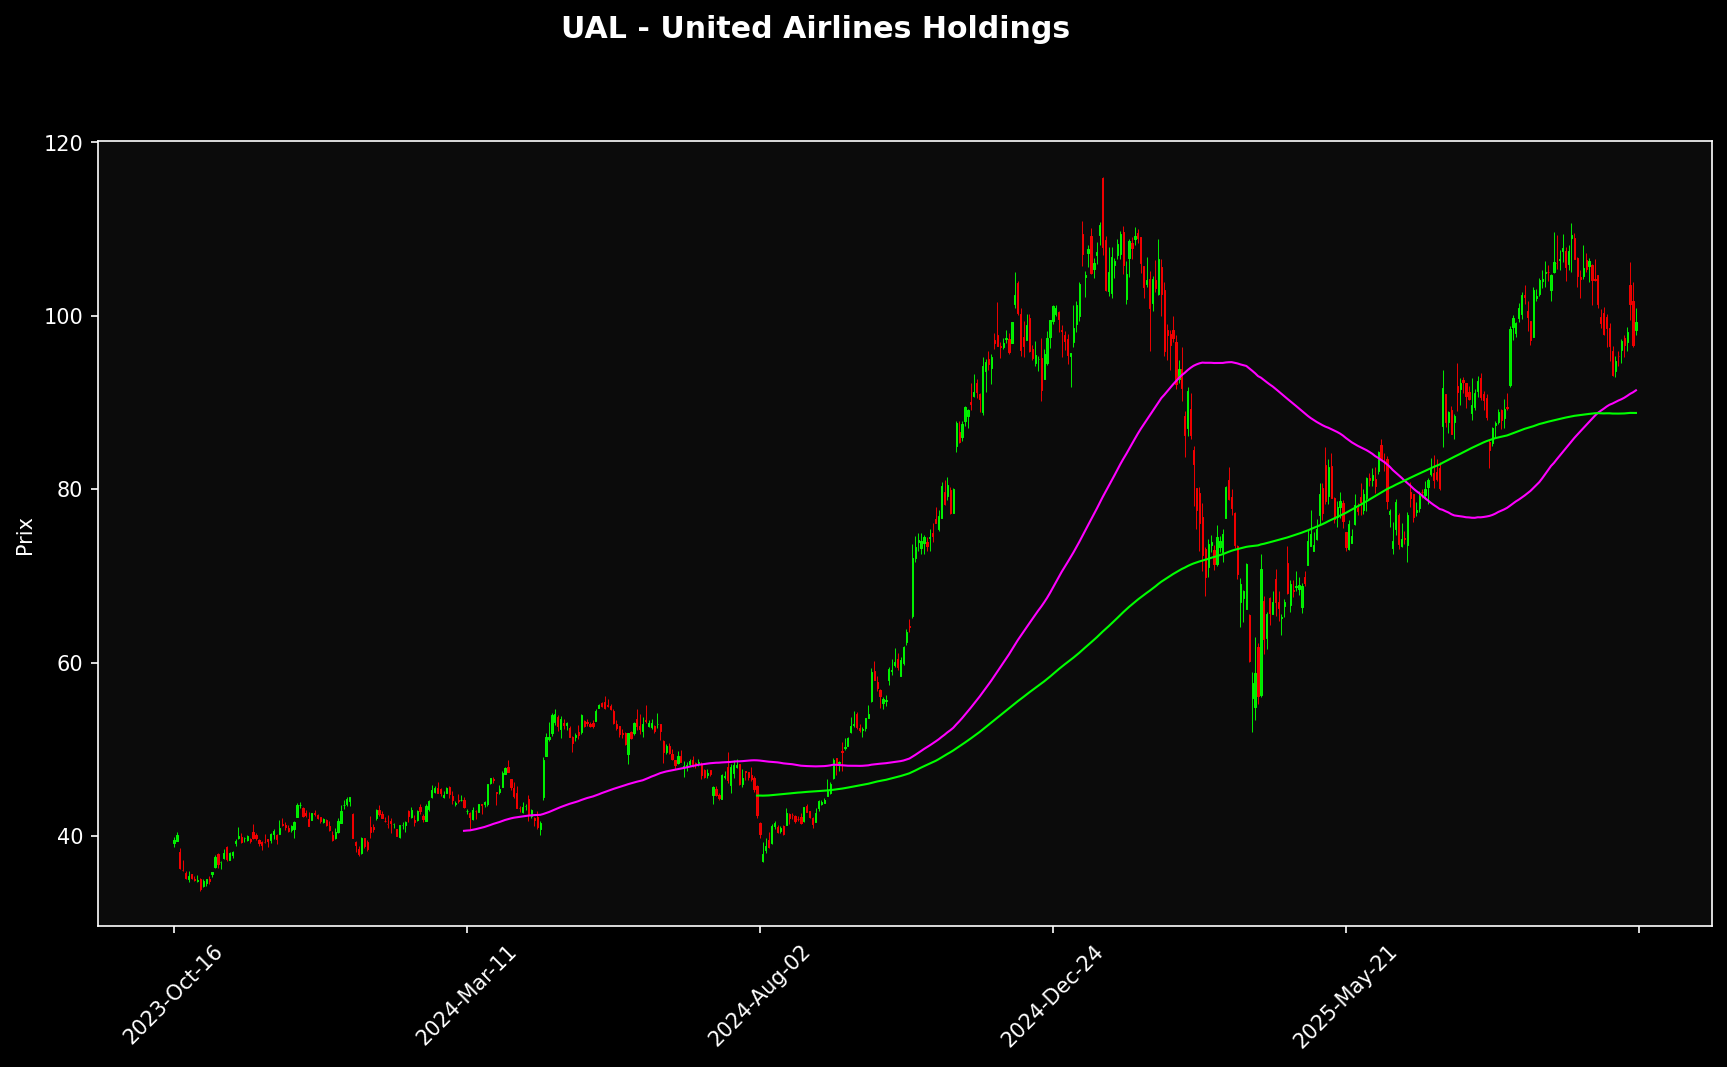 UAL - United Airlines Holdings
120
100
80
60
40
Prix
2023-Oct-16
2024-Mar-11
2024-Aug-02
2024-Dec-24
2025-May-21